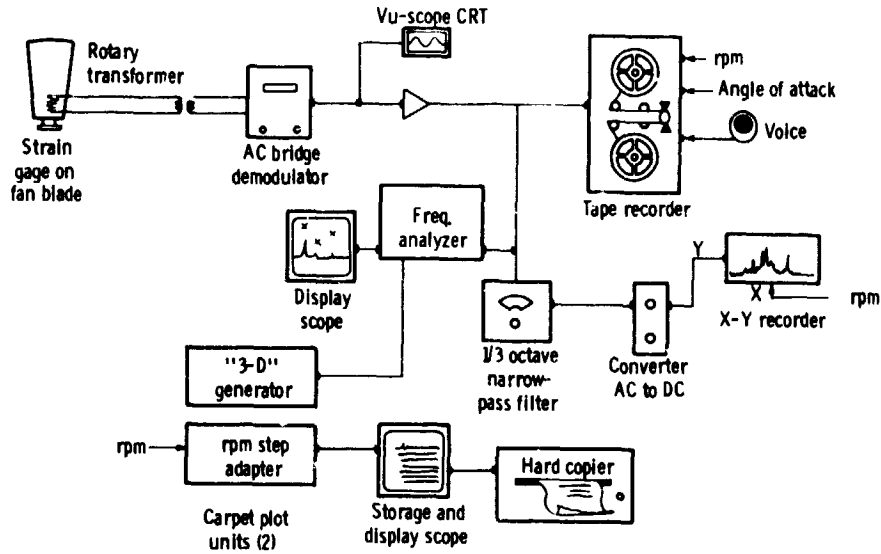 Vu-scope CRT
Rotary
transformer
Strain
gage on
fan blade
AC bridge
demodulator
rpm
Angle of attack
Voice
Tape recorder
Freq.
analyzer
Display
scope
1/3 octave
narrow-
pass filter
Converter
AC to DC
Y
X
rpm
X-Y recorder
"3-D"
generator
rpm
rpm step
adapter
Carpet plot
units (2)
Storage and
display scope
Hard copier